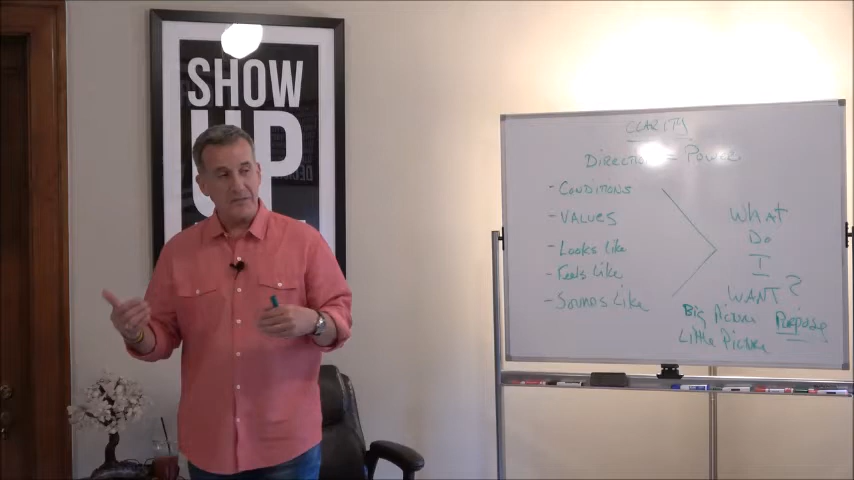 SHOW
UP
CLARITY
DIRECTION = POWER
- CONDITIONS
- VALUES
- Looks Like
- Feels Like
- Sounds Like
WHAT
Do
I
WANT?
Big Picture Purpose
Little Picture